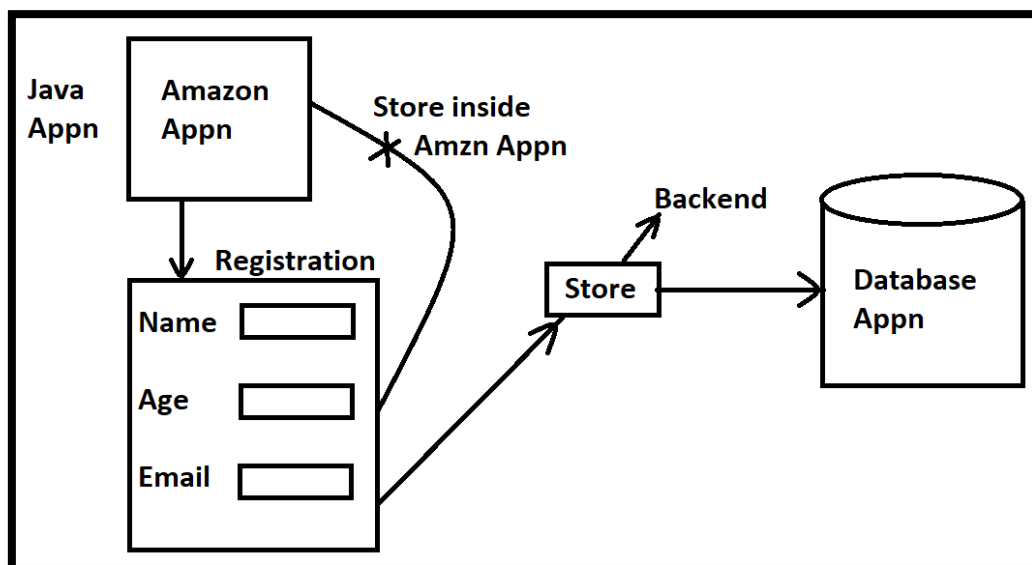 Java
Appn
Amazon
Appn
Store inside
Amzn Appn
Registration
Name
Age
Email
Backend
Store
Database
Appn